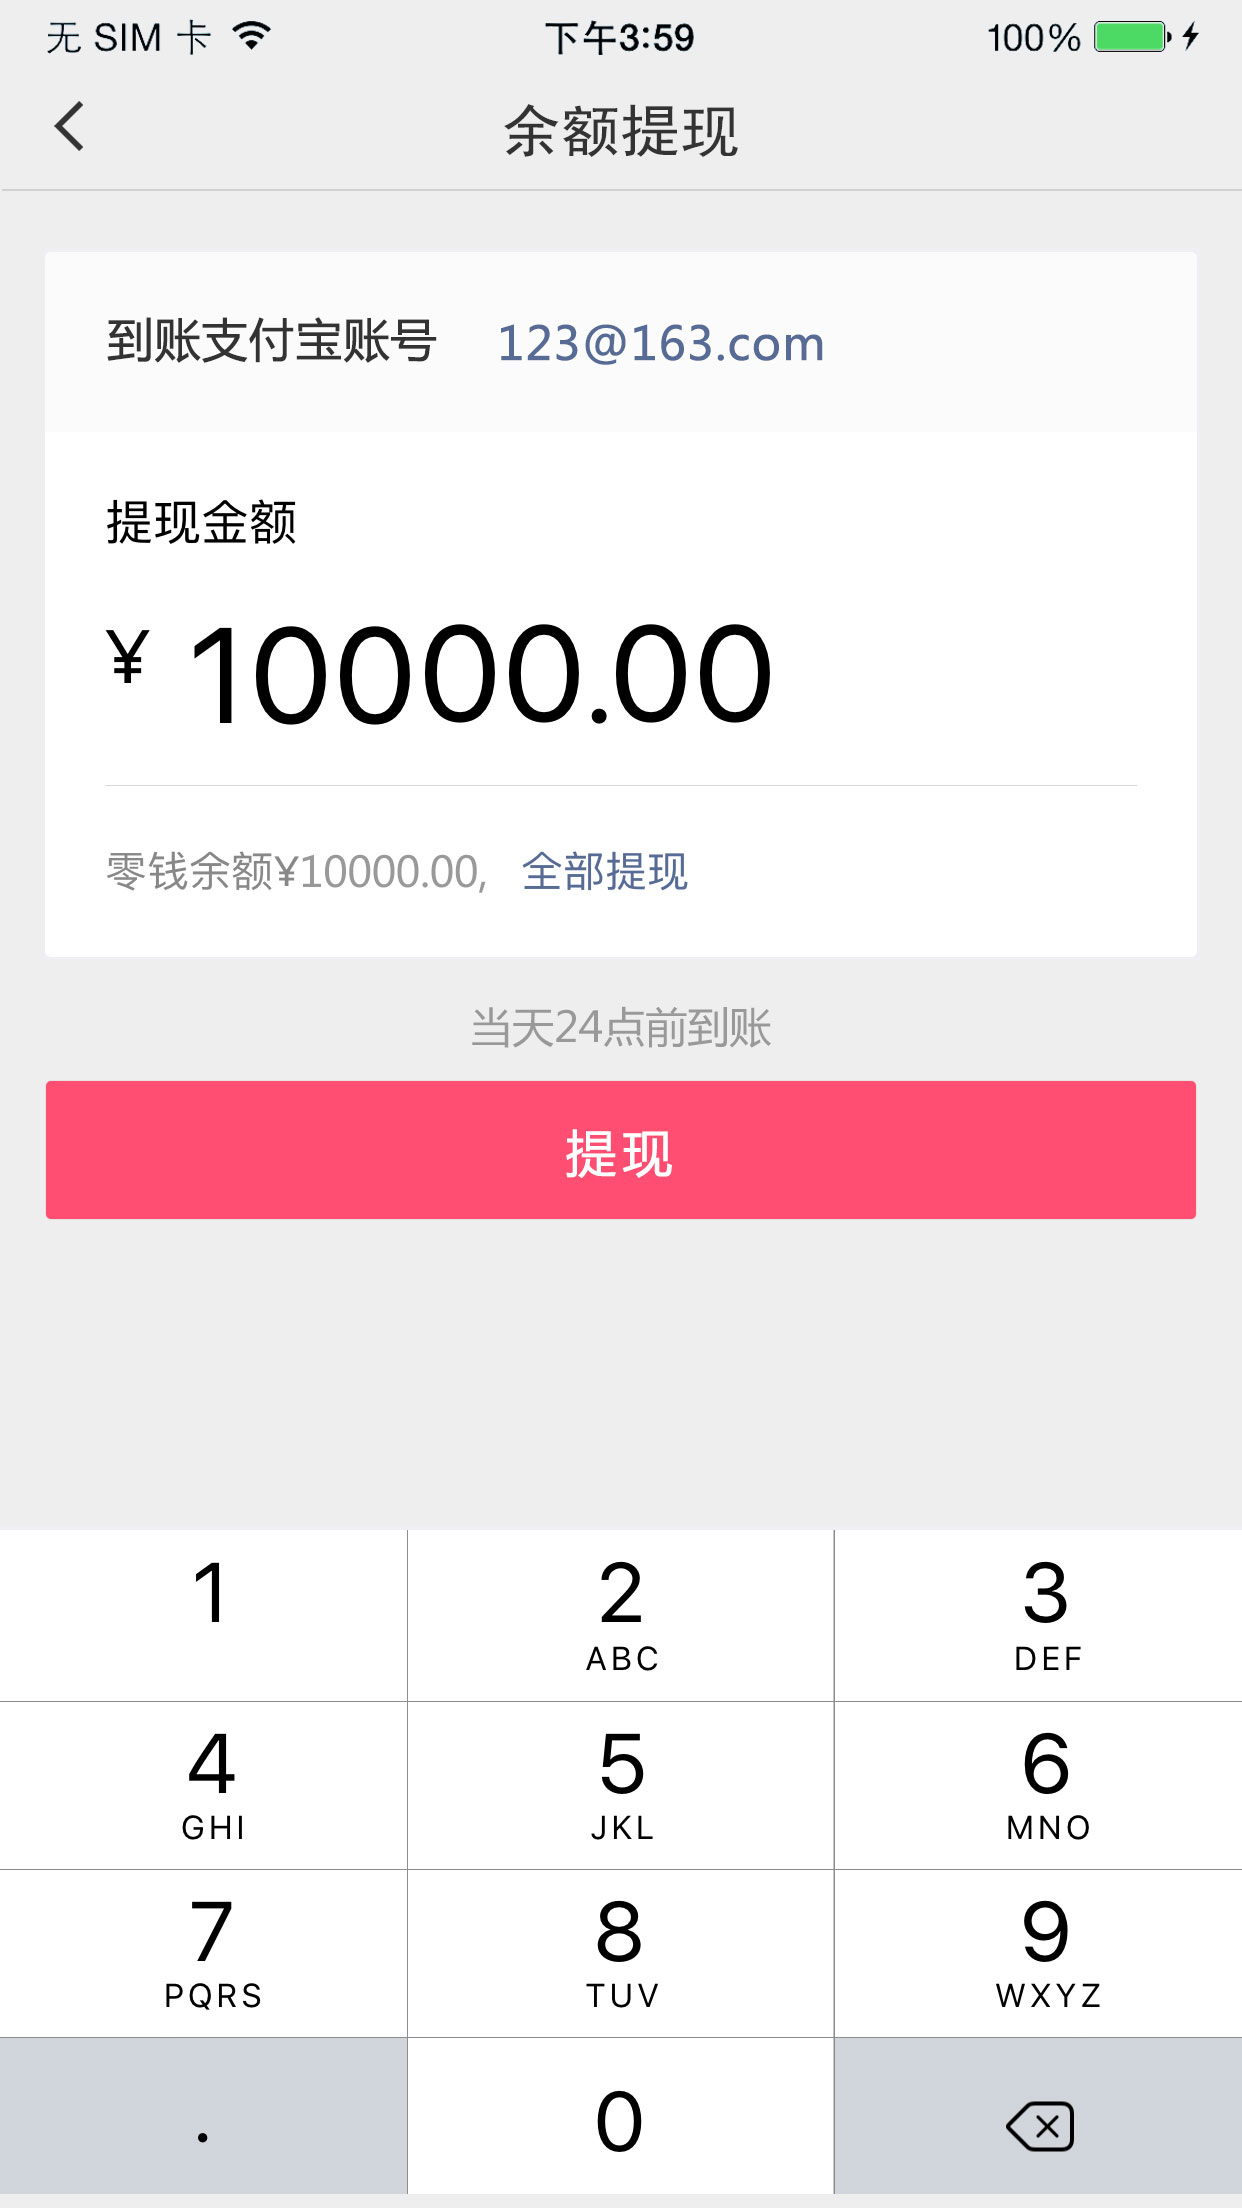 无 SIM 卡 下午3:59 100%
余额提现
到账支付宝账号 123@163.com
提现金额
¥ 10000.00
零钱余额¥10000.00, 全部提现
当天24点前到账
提现
1 2 3
ABC DEF
4 5 6
GHI JKL MNO
7 8 9
PQRS TUV WXYZ
. 0